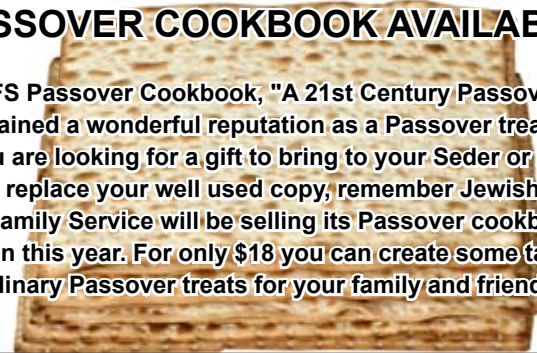 SSOVER COOKBOOK AVAILAB
FS Passover Cookbook, "A 21st Century Passov
ained a wonderful reputation as a Passover trea
u are looking for a gift to bring to your Seder or
replace your well used copy, remember Jewish
amily Service will be selling its Passover cookb
n this year. For only $18 you can create some ta
linary Passover treats for your family and friend